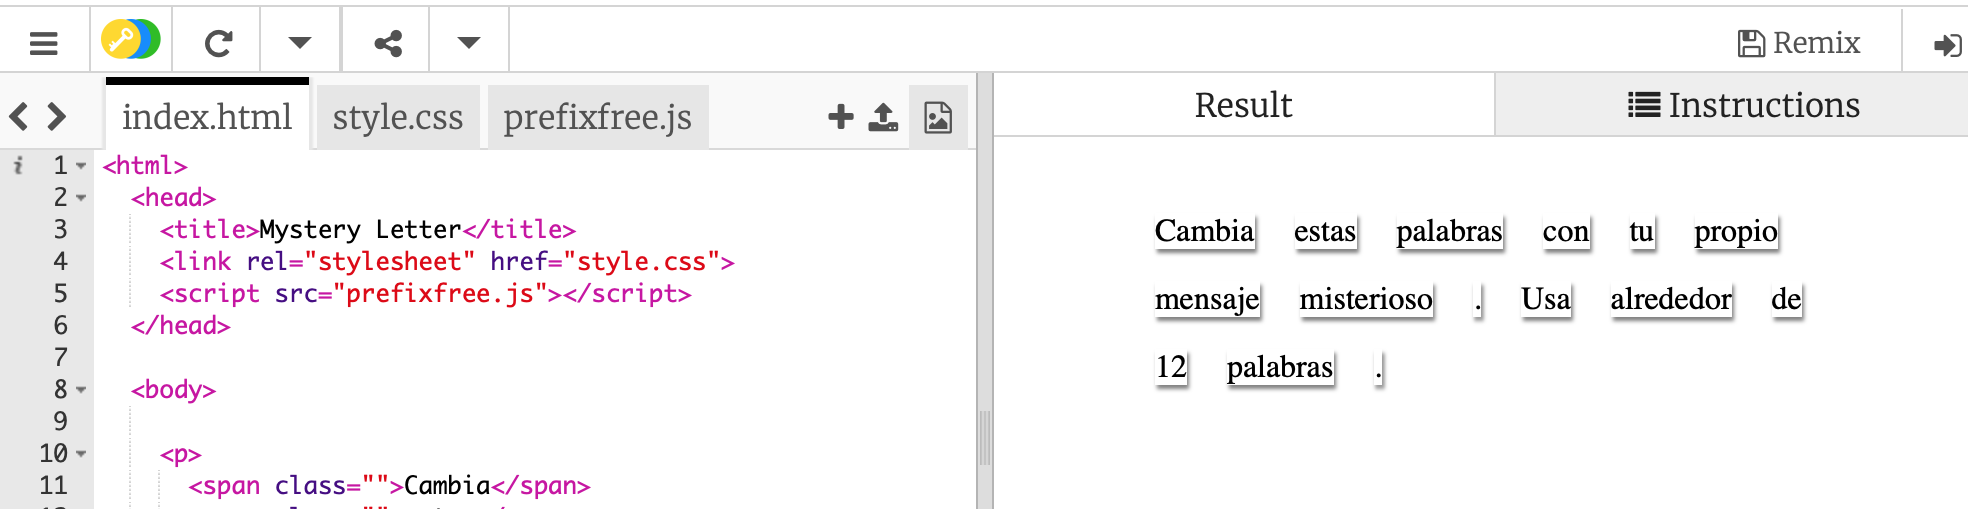 Remix
index.html style.css prefixfree.js
Result Instructions
i 1 <html>
2 <head>
3 <title>Mystery Letter</title>
4 <link rel="stylesheet" href="style.css">
5 <script src="prefixfree.js"></script>
6 </head>
7
8 <body>
9
10 <p>
11 <span class="">Cambia</span>
Cambia estas palabras con tu propio
mensaje misterioso . Usa alrededor de
12 palabras .